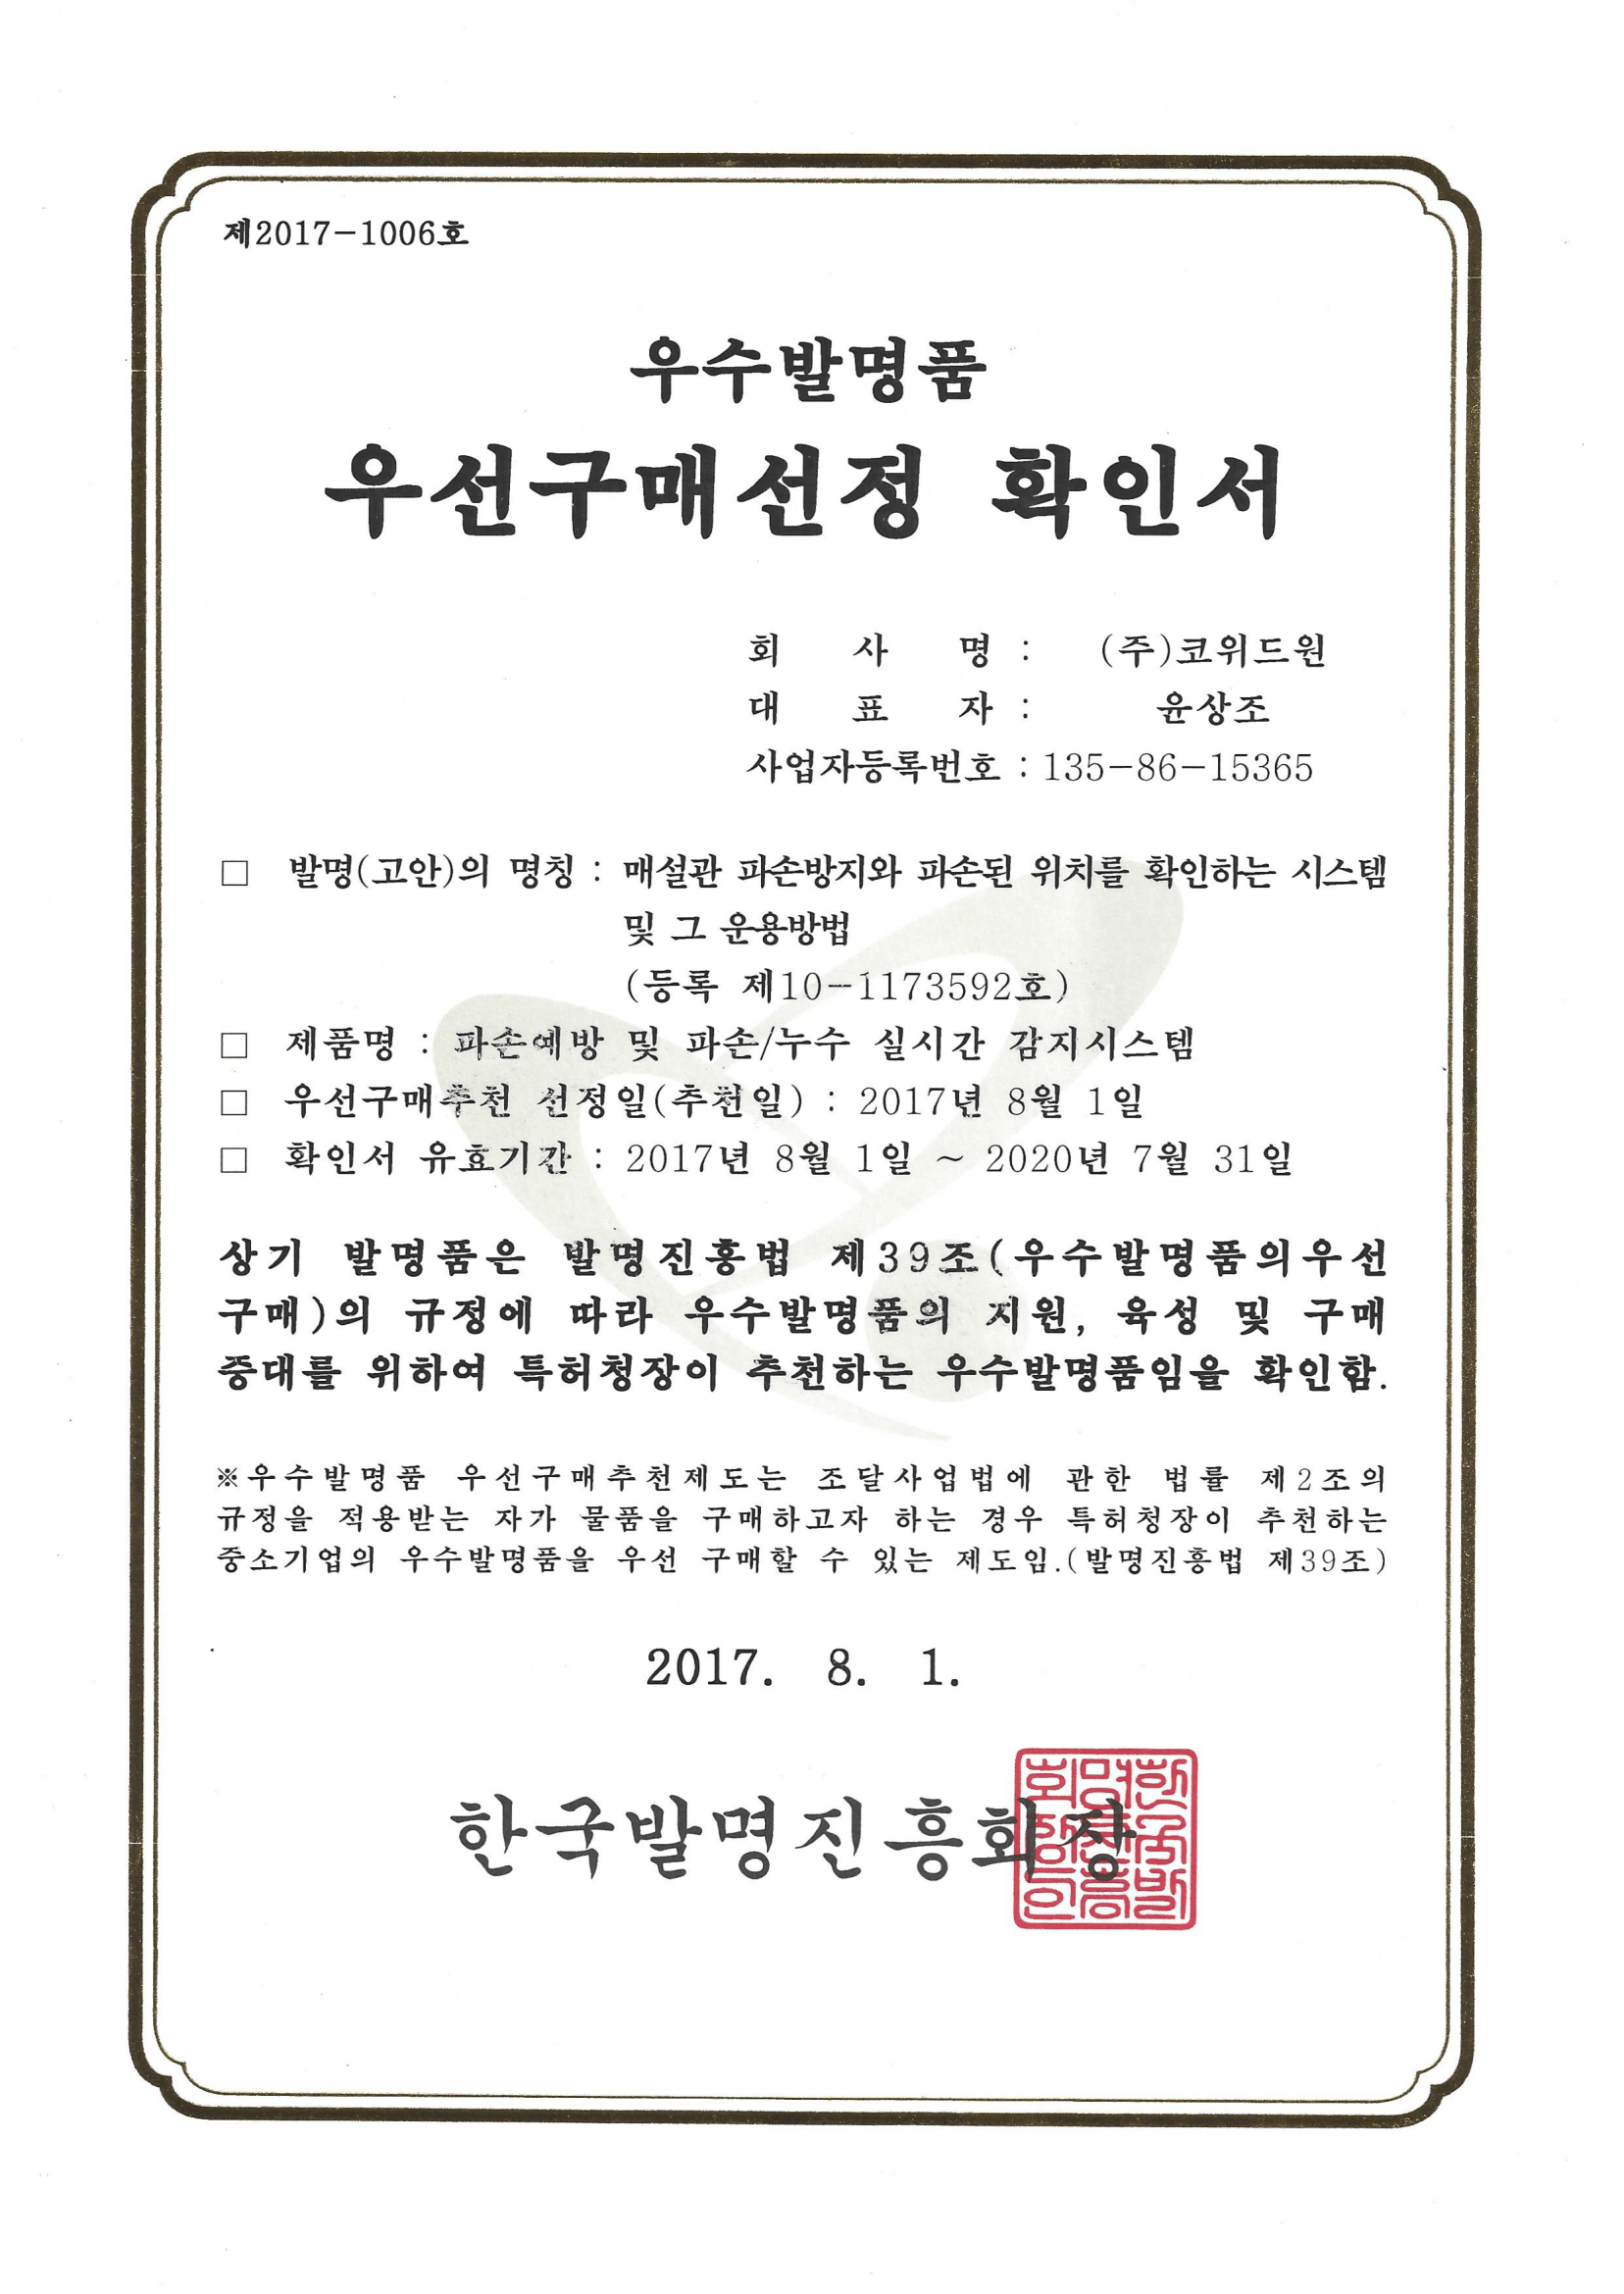 제2017-1006호
우수발명품
우선구매선정 확인서
회 사 명 : (주)코위드원
대 표 자 : 윤상조
사업자등록번호 : 135-86-15365
□ 발명(고안)의 명칭 : 매설관 파손방지와 파손된 위치를 확인하는 시스템
및 그 운용방법
(등록 제10-1173592호)
□ 제품명 : 파손예방 및 파손/누수 실시간 감지시스템
□ 우선구매추천 선정일(추천일) : 2017년 8월 1일
□ 확인서 유효기간 : 2017년 8월 1일 ~ 2020년 7월 31일
상기 발명품은 발명진흥법 제39조(우수발명품의우선
구매)의 규정에 따라 우수발명품의 지원, 육성 및 구매
증대를 위하여 특허청장이 추천하는 우수발명품임을 확인함.
※우수발명품 우선구매추천제도는 조달사업법에 관한 법률 제2조의
규정을 적용받는 자가 물품을 구매하고자 하는 경우 특허청장이 추천하는
중소기업의 우수발명품을 우선 구매할 수 있는 제도임.(발명진흥법 제39조)
2017. 8. 1.
한국발명진흥회장